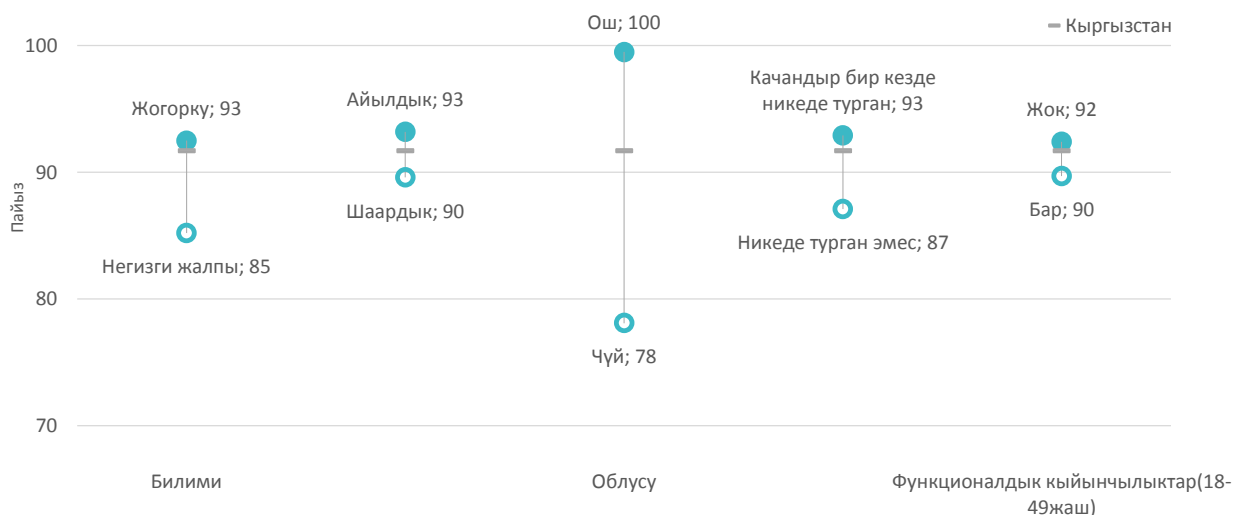 Ош; 100
Кыргызстан
100
Жогорку; 93
Айылдык; 93
Качандыр бир кезде
никеде турган; 93
Жок; 92
90
Пайыз
Негизги жалпы; 85
Шаардык; 90
Никеде турган эмес; 87
Бар; 90
80
Чүй; 78
70
Билими
Облусу
Функционалдык кыйынчылыктар(18-
49жаш)